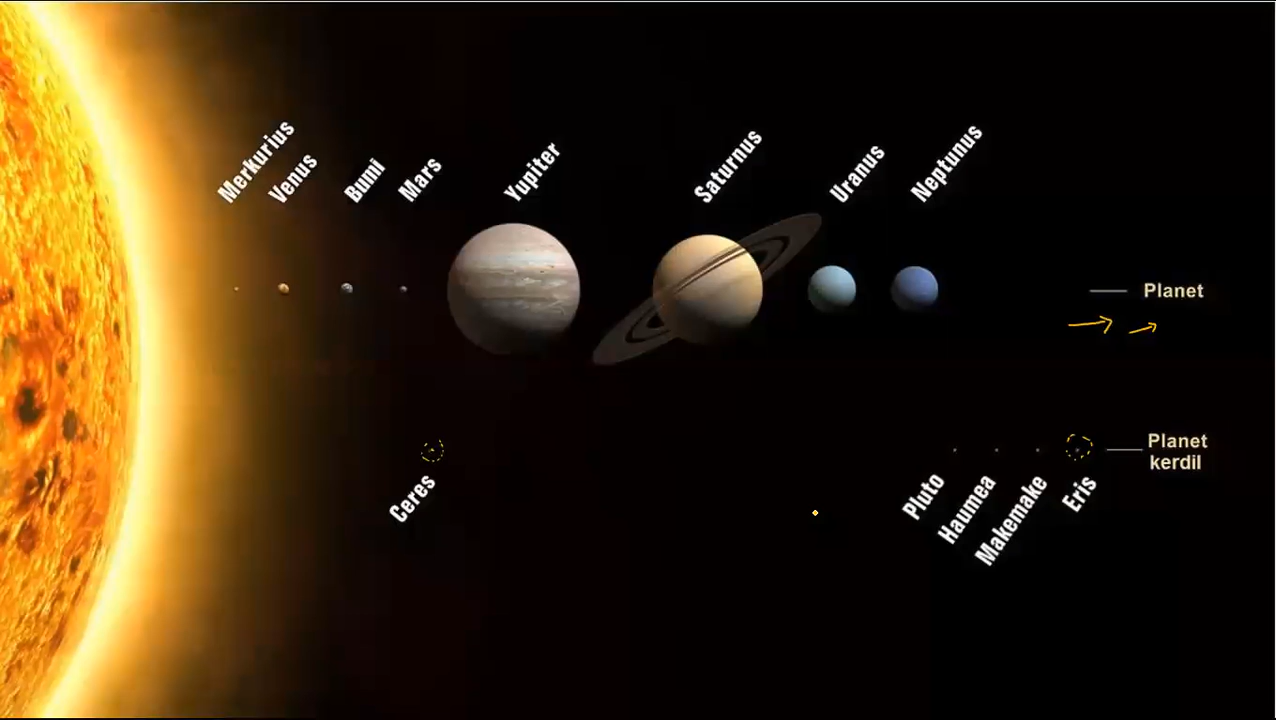 Merkurius
Venus
Bumi
Mars
Yupiter
Saturnus
Uranus
Neptunus
Planet
Ceres
Pluto
Haumea
Makemake
Eris
Planet
kerdil